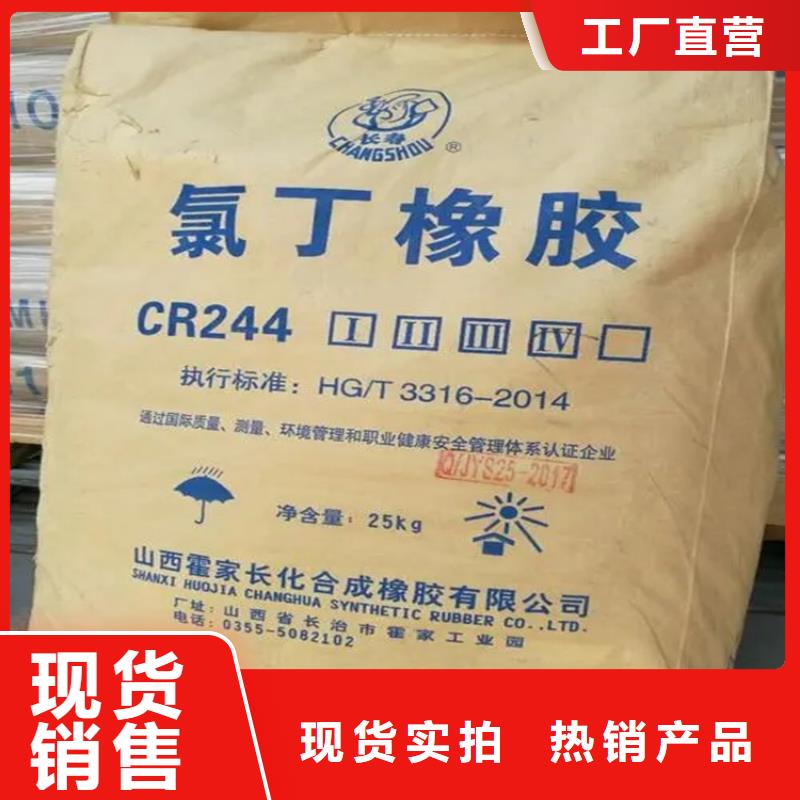 工厂直营
长春
CHANGSHOU
®
氯丁橡胶
CR244 I II III IV
执行标准：HG/T 3316-2014
通过国际质量、测量、环境管理和职业健康安全管理体系认证企业
Q/JYS25-2017
净含量：25kg
山西霍家长化合成橡胶有限公司
SHANXI HUOJIA CHANGHUA SYNTHETIC RUBBER CO.,LTD.
厂址：山西省长治市霍家工业园
电话：0355-5082102
现货
销售
现货实拍 热销产品